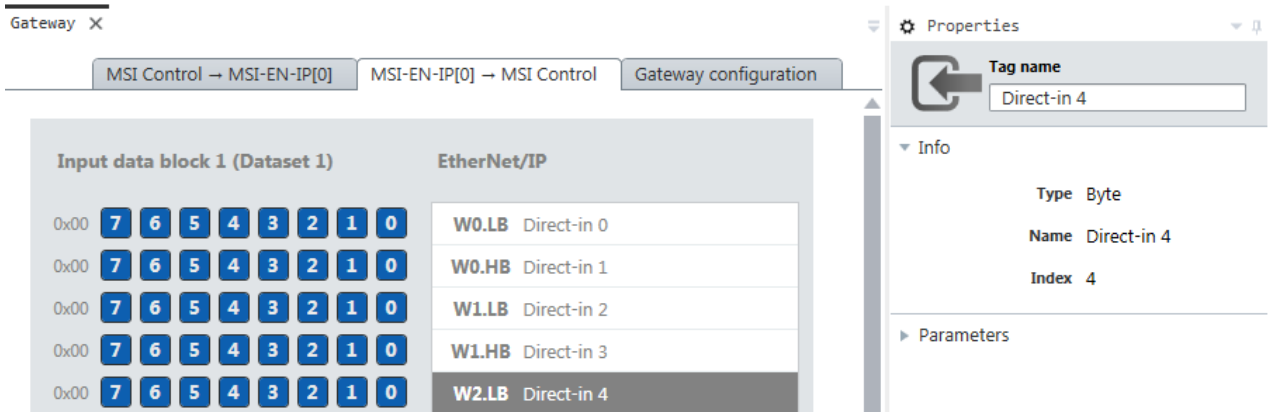 Gateway ✕
MSI Control → MSI-EN-IP[0]
MSI-EN-IP[0] → MSI Control
Gateway configuration
Input data block 1 (Dataset 1)
EtherNet/IP
0x00 7 6 5 4 3 2 1 0 W0.LB Direct-in 0
0x00 7 6 5 4 3 2 1 0 W0.HB Direct-in 1
0x00 7 6 5 4 3 2 1 0 W1.LB Direct-in 2
0x00 7 6 5 4 3 2 1 0 W1.HB Direct-in 3
0x00 7 6 5 4 3 2 1 0 W2.LB Direct-in 4
Properties
Tag name
Direct-in 4
Info
Type Byte
Name Direct-in 4
Index 4
Parameters